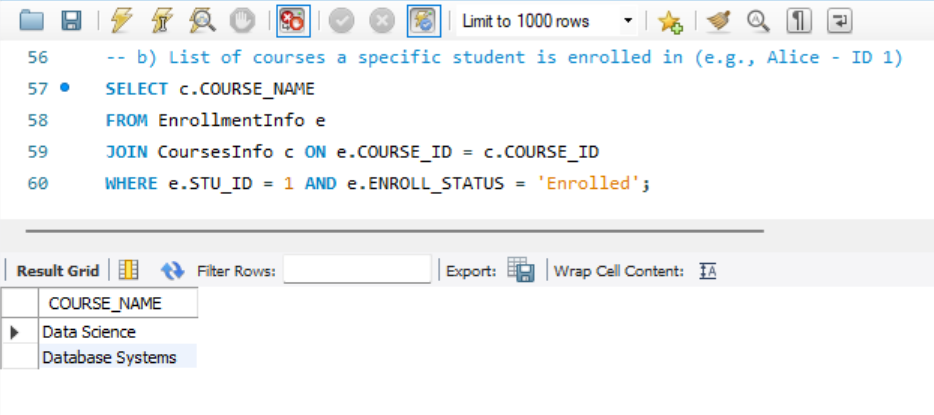 Limit to 1000 rows
56 -- b) List of courses a specific student is enrolled in (e.g., Alice - ID 1)
57 SELECT c.COURSE_NAME
58 FROM EnrollmentInfo e
59 JOIN CoursesInfo c ON e.COURSE_ID = c.COURSE_ID
60 WHERE e.STU_ID = 1 AND e.ENROLL_STATUS = 'Enrolled';
Result Grid Filter Rows: Export: Wrap Cell Content: IA
COURSE_NAME
Data Science
Database Systems